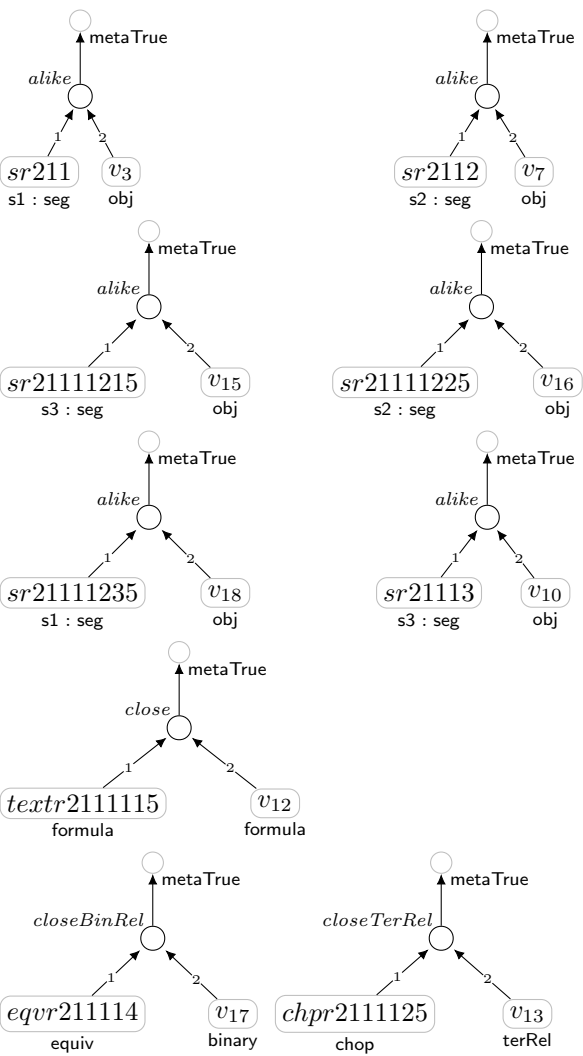 metaTrue metaTrue
alike alike
1 2 1 2
sr211 v3 sr2112 v7
s1 : seg obj s2 : seg obj
metaTrue metaTrue
alike alike
1 2 1 2
sr21111215 v15 sr21111225 v16
s3 : seg obj s2 : seg obj
metaTrue metaTrue
alike alike
1 2 1 2
sr21111235 v18 sr21113 v10
s1 : seg obj s3 : seg obj
metaTrue
close
1 2
textr2111115 v12
formula formula
metaTrue metaTrue
closeBinRel closeTerRel
1 2 1 2
eqvr211114 v17 chpr2111125 v13
equiv binary chop terRel